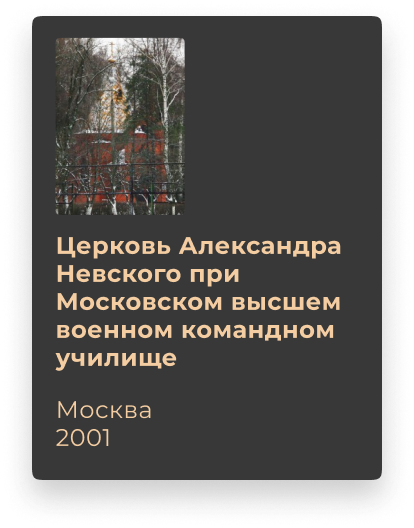 Церковь Александра
Невского при
Московском высшем
военном командном
училище
Москва
2001